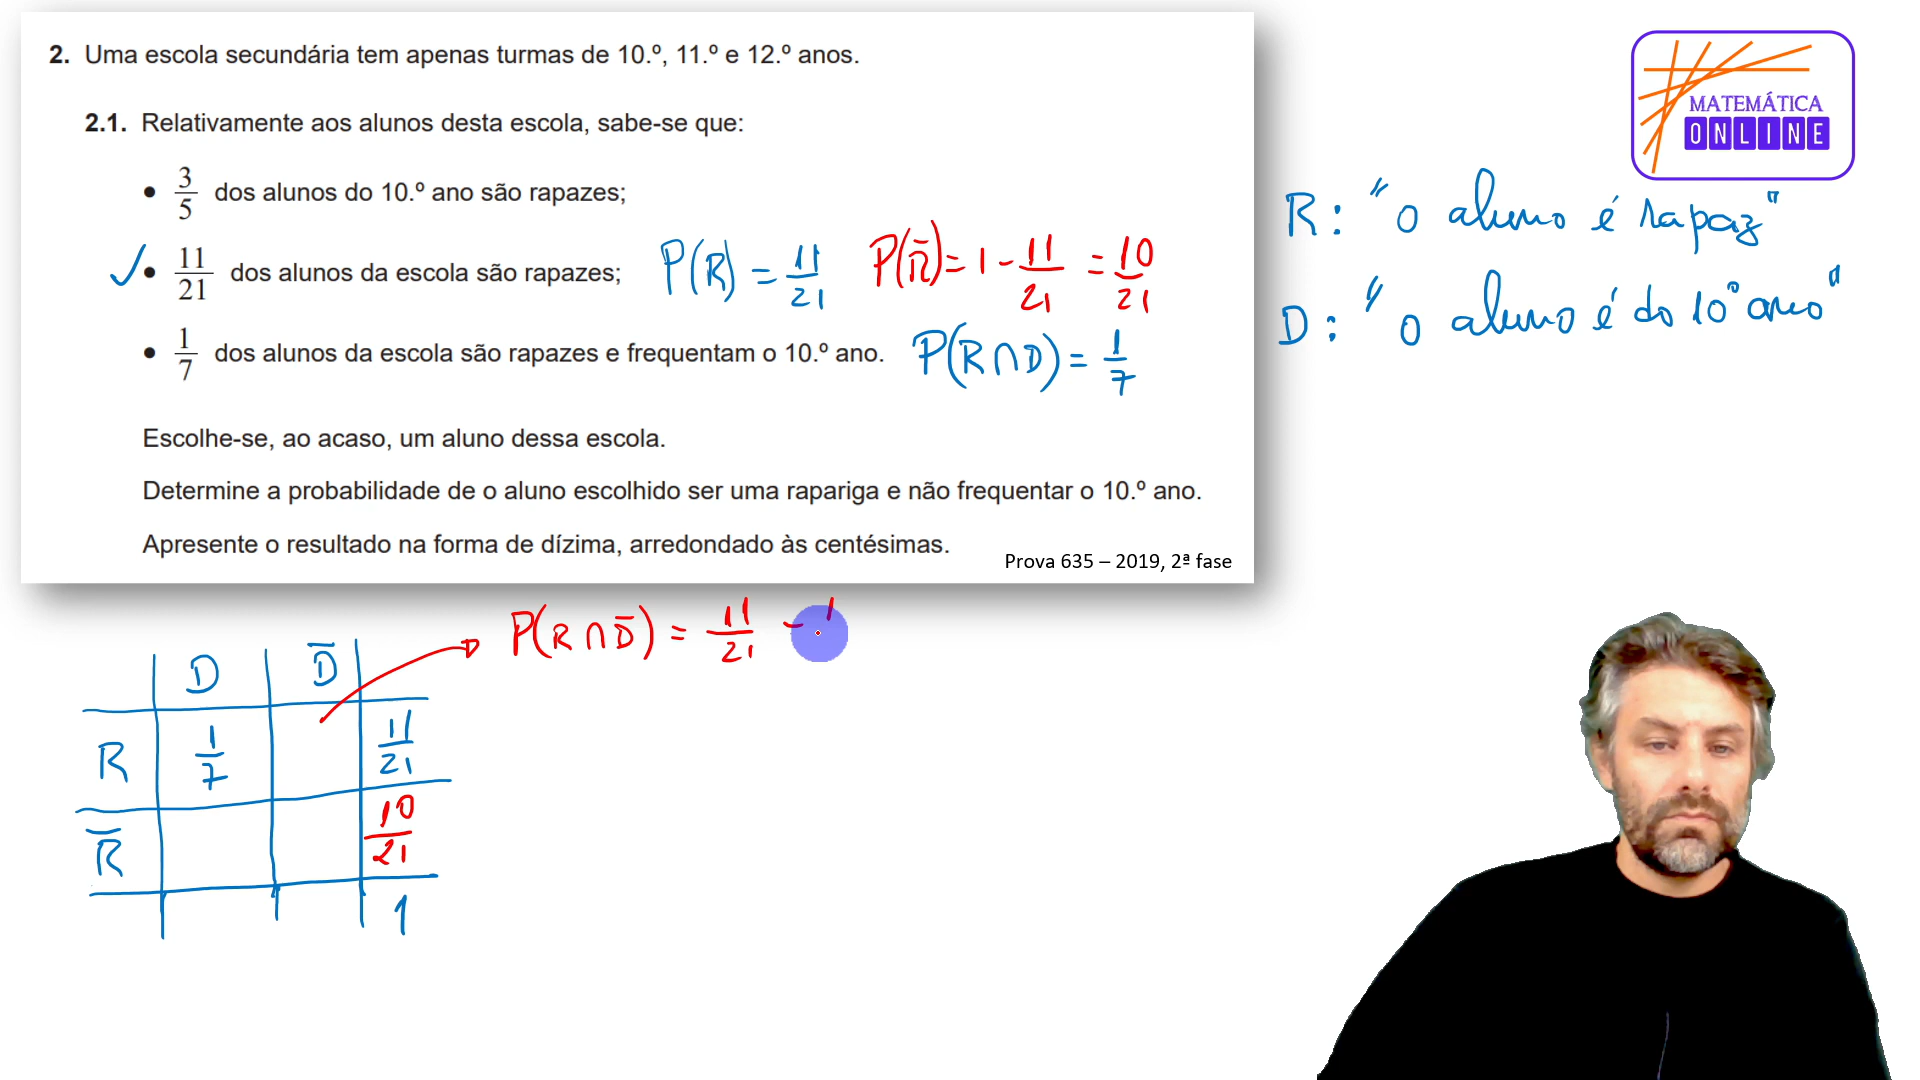 2. Uma escola secundária tem apenas turmas de 10.º, 11.º e 12.º anos.
2.1. Relativamente aos alunos desta escola, sabe-se que:
• 3/5 dos alunos do 10.º ano são rapazes;
✓ • 11/21 dos alunos da escola são rapazes; P(R) = 11/21 P(R̅) = 1 - 11/21 = 10/21
• 1/7 dos alunos da escola são rapazes e frequentam o 10.º ano. P(R∩D) = 1/7
Escolhe-se, ao acaso, um aluno dessa escola.
Determine a probabilidade de o aluno escolhido ser uma rapariga e não frequentar o 10.º ano.
Apresente o resultado na forma de dízima, arredondado às centésimas.
Prova 635 – 2019, 2ª fase
MATEMÁTICA
ONLINE
R: "o aluno é rapaz"
D: "o aluno é do 10º ano"
P(R∩D̅) = 11/21 - 1
D D̅
R 1/7 11/21
R̅ 10/21
1